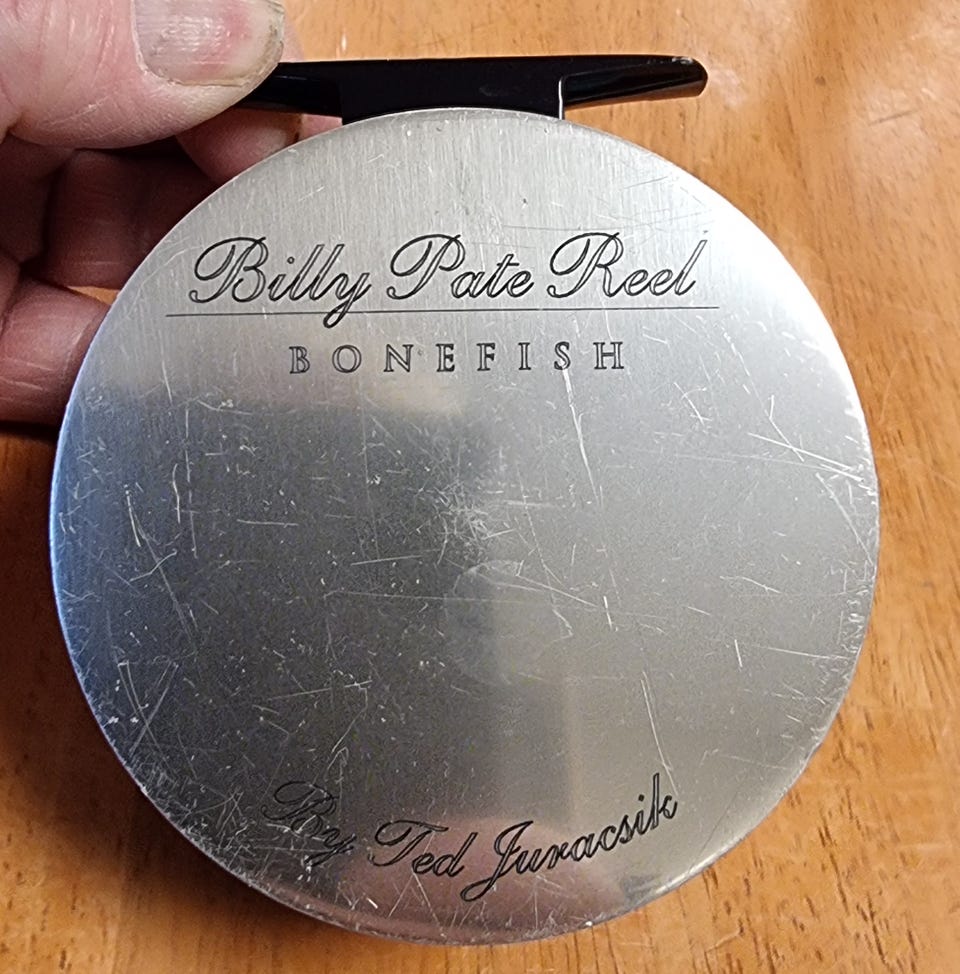 Billy Pate Reel
BONEFISH
By Ted Juracsik